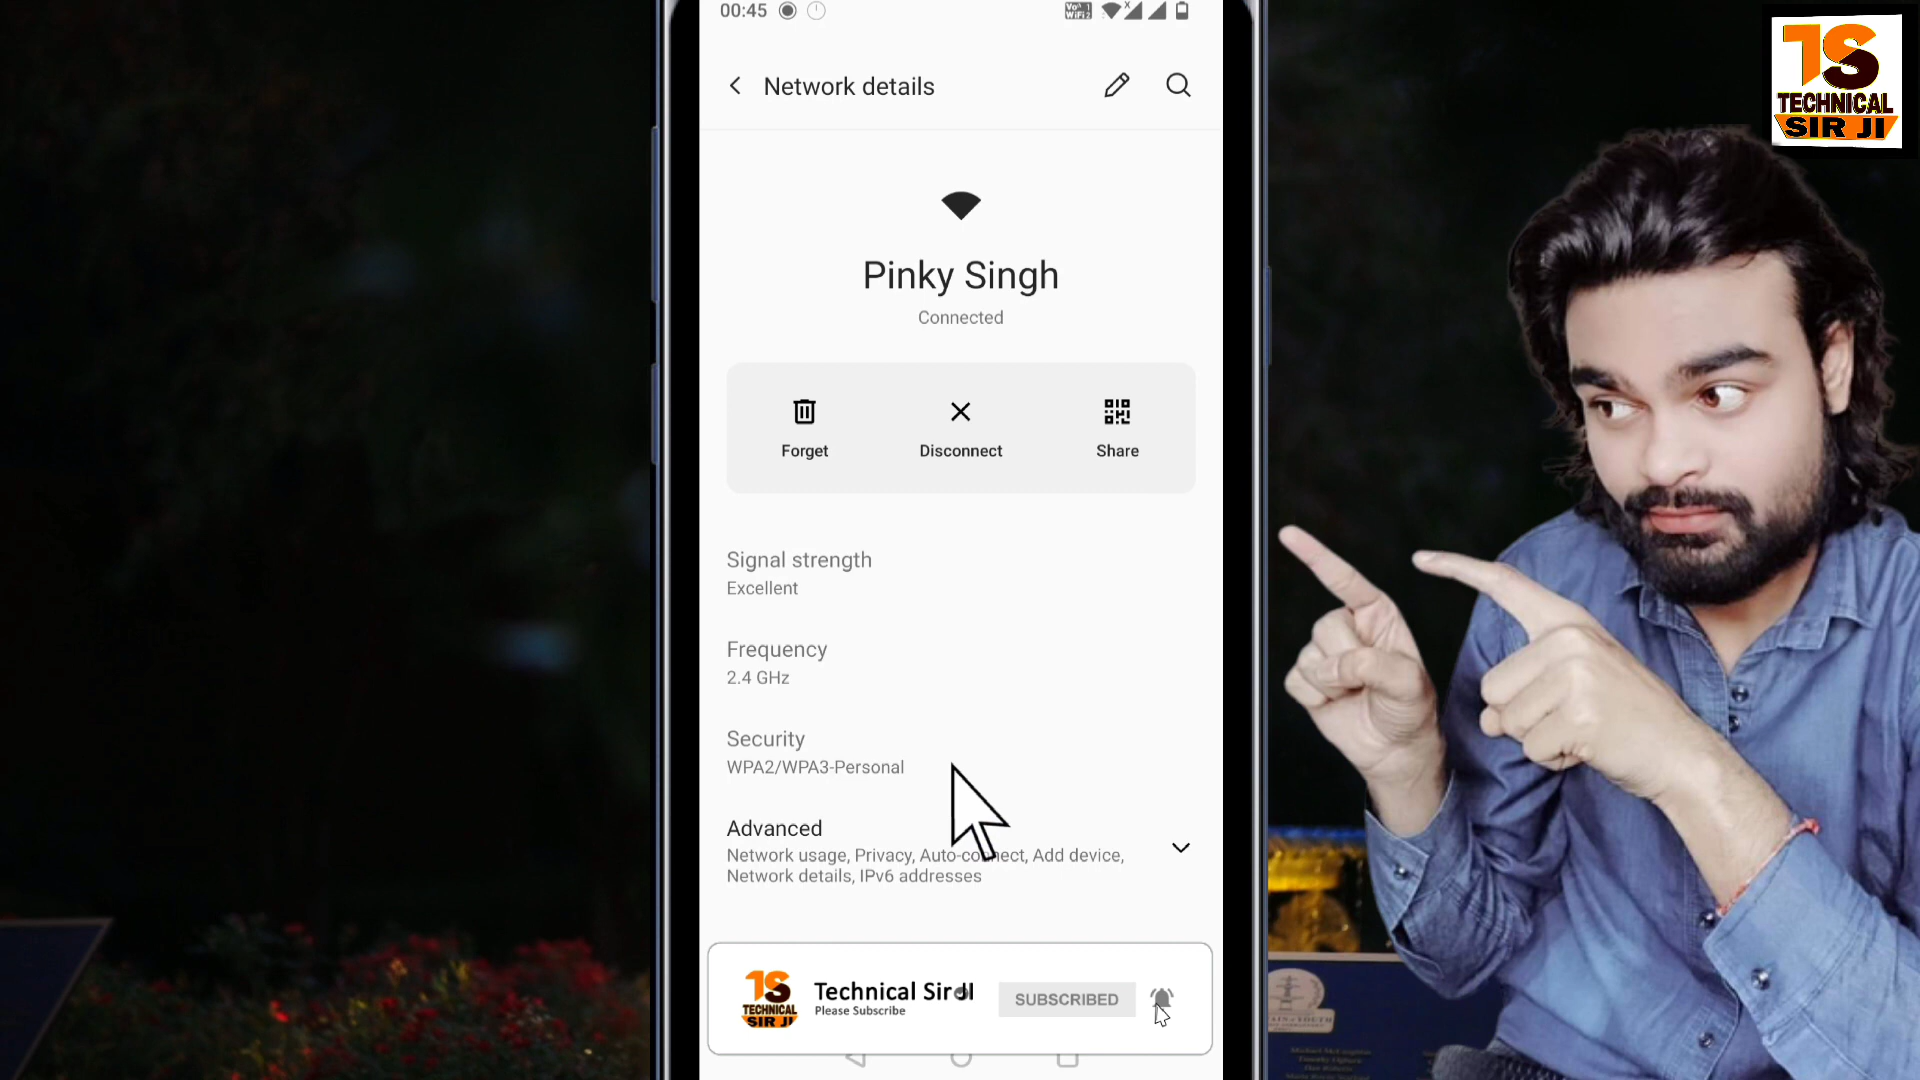 00:45
Network details
Pinky Singh
Connected
Forget
Disconnect
Share
Signal strength
Excellent
Frequency
2.4 GHz
Security
WPA2/WPA3-Personal
Advanced
Network usage, Privacy, Auto-connect, Add device,
Network details, IPv6 addresses
TECHNICAL
SIR JI
Technical Sir JI
Please Subscribe
SUBSCRIBED
TS
TECHNICAL
SIR JI